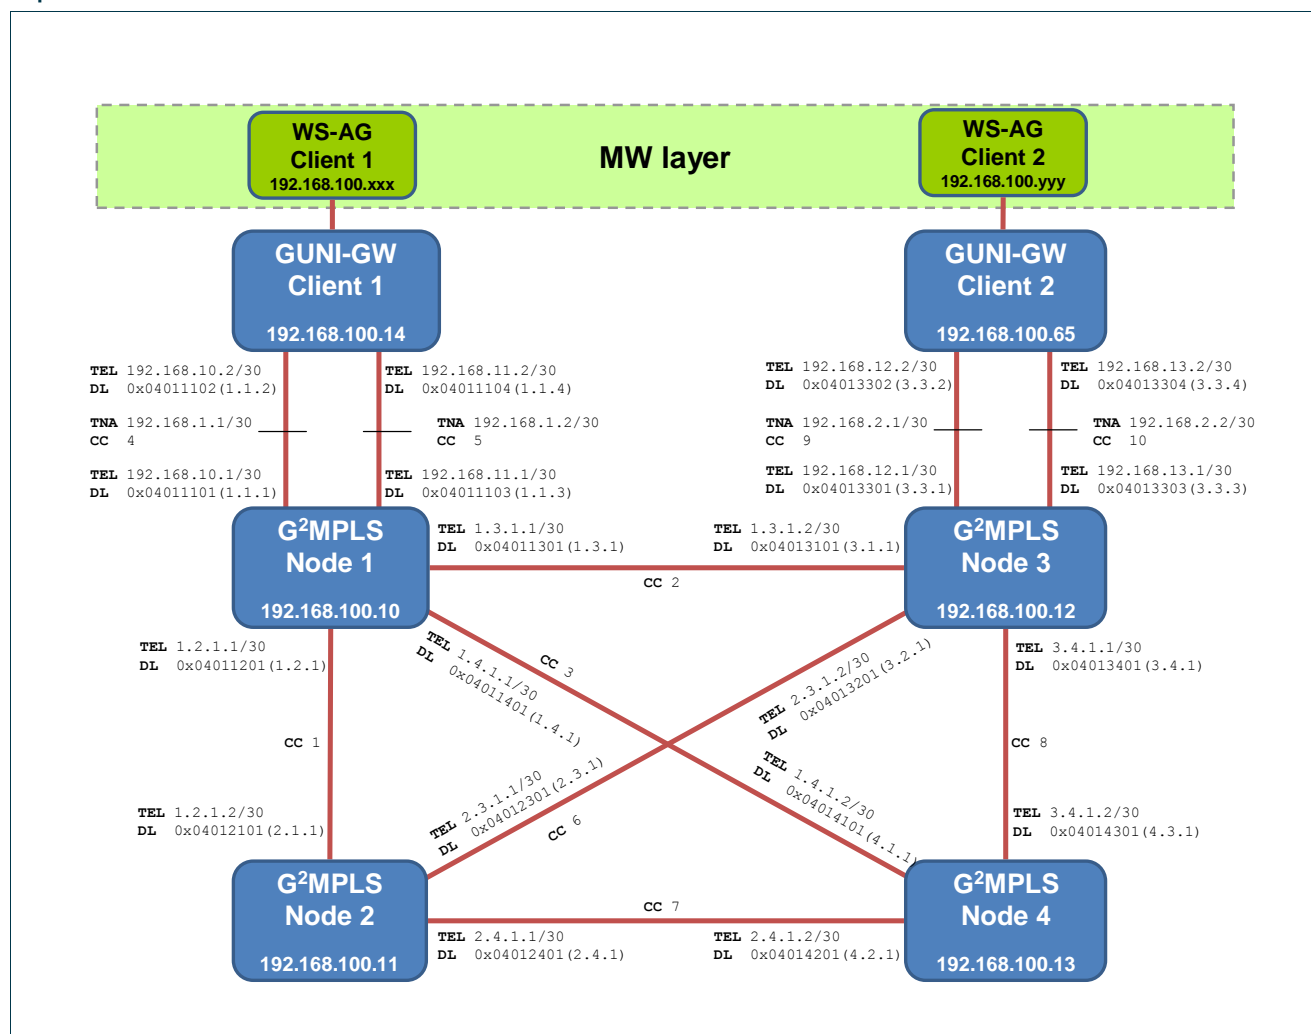 WS-AG
Client 1
192.168.100.xxx
MW layer
WS-AG
Client 2
192.168.100.yyy
GUNI-GW
Client 1
192.168.100.14
GUNI-GW
Client 2
192.168.100.65
TEL 192.168.10.2/30
DL 0x04011102(1.1.2)
TEL 192.168.11.2/30
DL 0x04011104(1.1.4)
TEL 192.168.12.2/30
DL 0x04013302(3.3.2)
TEL 192.168.13.2/30
DL 0x04013304(3.3.4)
TNA 192.168.1.1/30
CC 4
TNA 192.168.1.2/30
CC 5
TNA 192.168.2.1/30
CC 9
TNA 192.168.2.2/30
CC 10
TEL 192.168.10.1/30
DL 0x04011101(1.1.1)
TEL 192.168.11.1/30
DL 0x04011103(1.1.3)
TEL 192.168.12.1/30
DL 0x04013301(3.3.1)
TEL 192.168.13.1/30
DL 0x04013303(3.3.3)
G²MPLS
Node 1
192.168.100.10
TEL 1.3.1.1/30
DL 0x04011301(1.3.1)
TEL 1.3.1.2/30
DL 0x04013101(3.1.1)
CC 2
G²MPLS
Node 3
192.168.100.12
TEL 1.2.1.1/30
DL 0x04011201(1.2.1)
TEL 1.4.1.1/30
DL 0x04011401(1.4.1)
CC 3
TEL 2.3.1.2/30
DL 0x04013201(3.2.1)
TEL 3.4.1.1/30
DL 0x04013401(3.4.1)
CC 1
CC 8
TEL 1.2.1.2/30
DL 0x04012101(2.1.1)
TEL 2.3.1.1/30
DL 0x04012301(2.3.1)
CC 6
TEL 1.4.1.2/30
DL 0x04014101(4.1.1)
TEL 3.4.1.2/30
DL 0x04014301(4.3.1)
G²MPLS
Node 2
192.168.100.11
CC 7
TEL 2.4.1.1/30
DL 0x04012401(2.4.1)
TEL 2.4.1.2/30
DL 0x04014201(4.2.1)
G²MPLS
Node 4
192.168.100.13